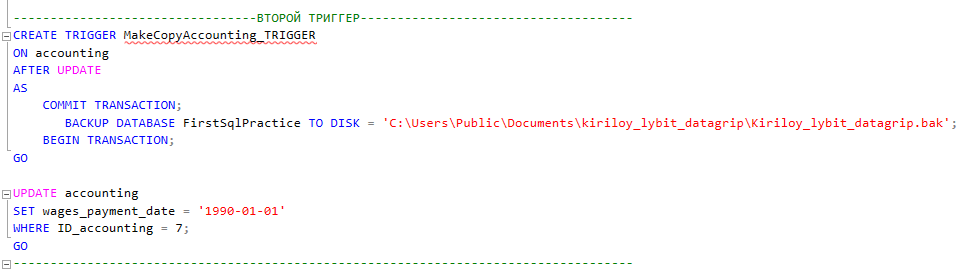 ---------------------------------ВТОРОЙ ТРИГГЕР-------------------------------------
CREATE TRIGGER MakeCopyAccounting_TRIGGER
ON accounting
AFTER UPDATE
AS
    COMMIT TRANSACTION;
       BACKUP DATABASE FirstSqlPractice TO DISK = 'C:\Users\Public\Documents\kiriloy_lybit_datagrip\Kiriloy_lybit_datagrip.bak';
    BEGIN TRANSACTION;
GO

UPDATE accounting
SET wages_payment_date = '1990-01-01'
WHERE ID_accounting = 7;
GO
------------------------------------------------------------------------------------